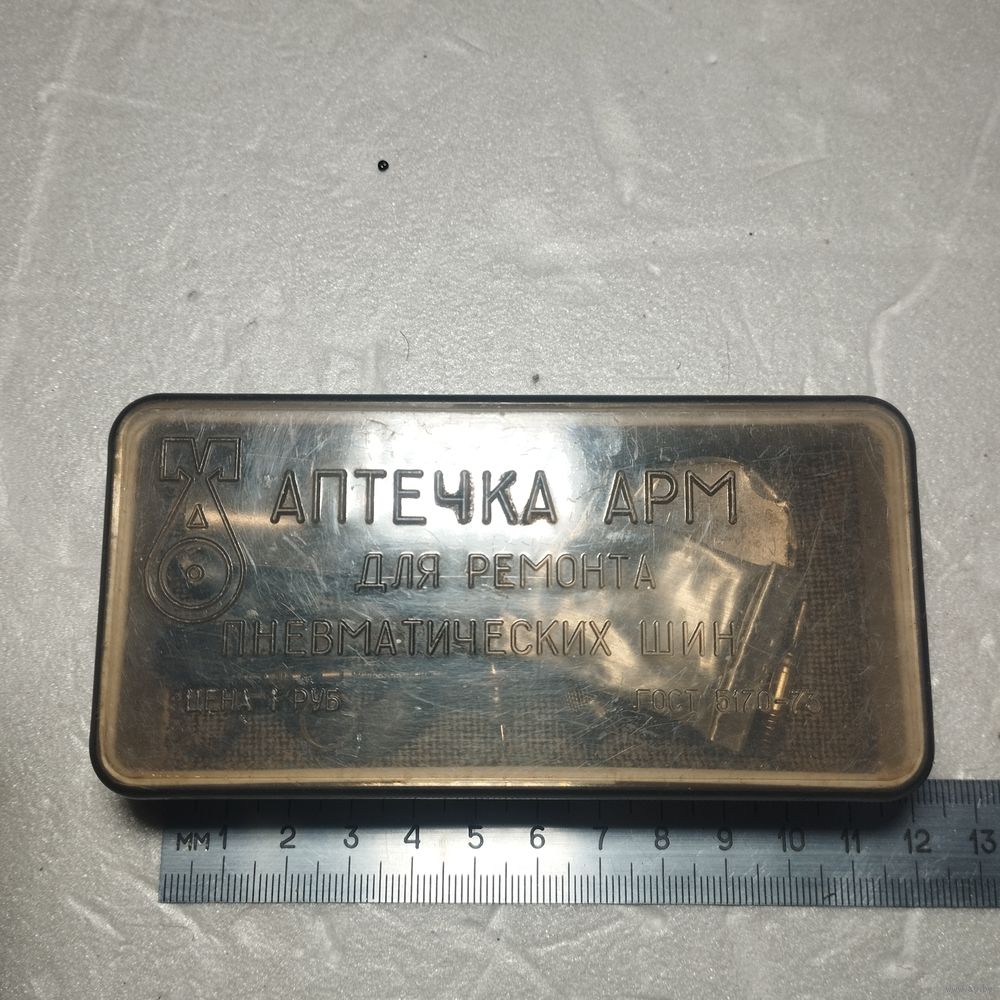 АПТЕЧКА АРМ
ДЛЯ РЕМОНТА
ПНЕВМАТИЧЕСКИХ ШИН
ЦЕНА 1 РУБ ГОСТ 5170-73
мм 1 2 3 4 5 6 7 8 9 10 11 12 13